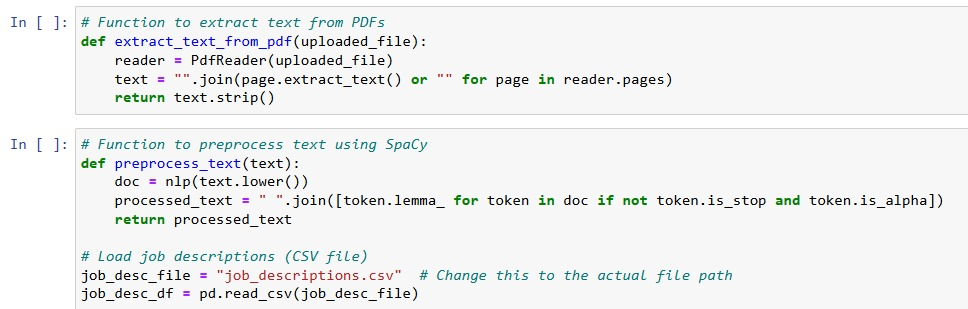 In [ ]: # Function to extract text from PDFs
def extract_text_from_pdf(uploaded_file):
    reader = PdfReader(uploaded_file)
    text = "".join(page.extract_text() or "" for page in reader.pages)
    return text.strip()
In [ ]: # Function to preprocess text using SpaCy
def preprocess_text(text):
    doc = nlp(text.lower())
    processed_text = " ".join([token.lemma_ for token in doc if not token.is_stop and token.is_alpha])
    return processed_text
# Load job descriptions (CSV file)
job_desc_file = "job_descriptions.csv"  # Change this to the actual file path
job_desc_df = pd.read_csv(job_desc_file)